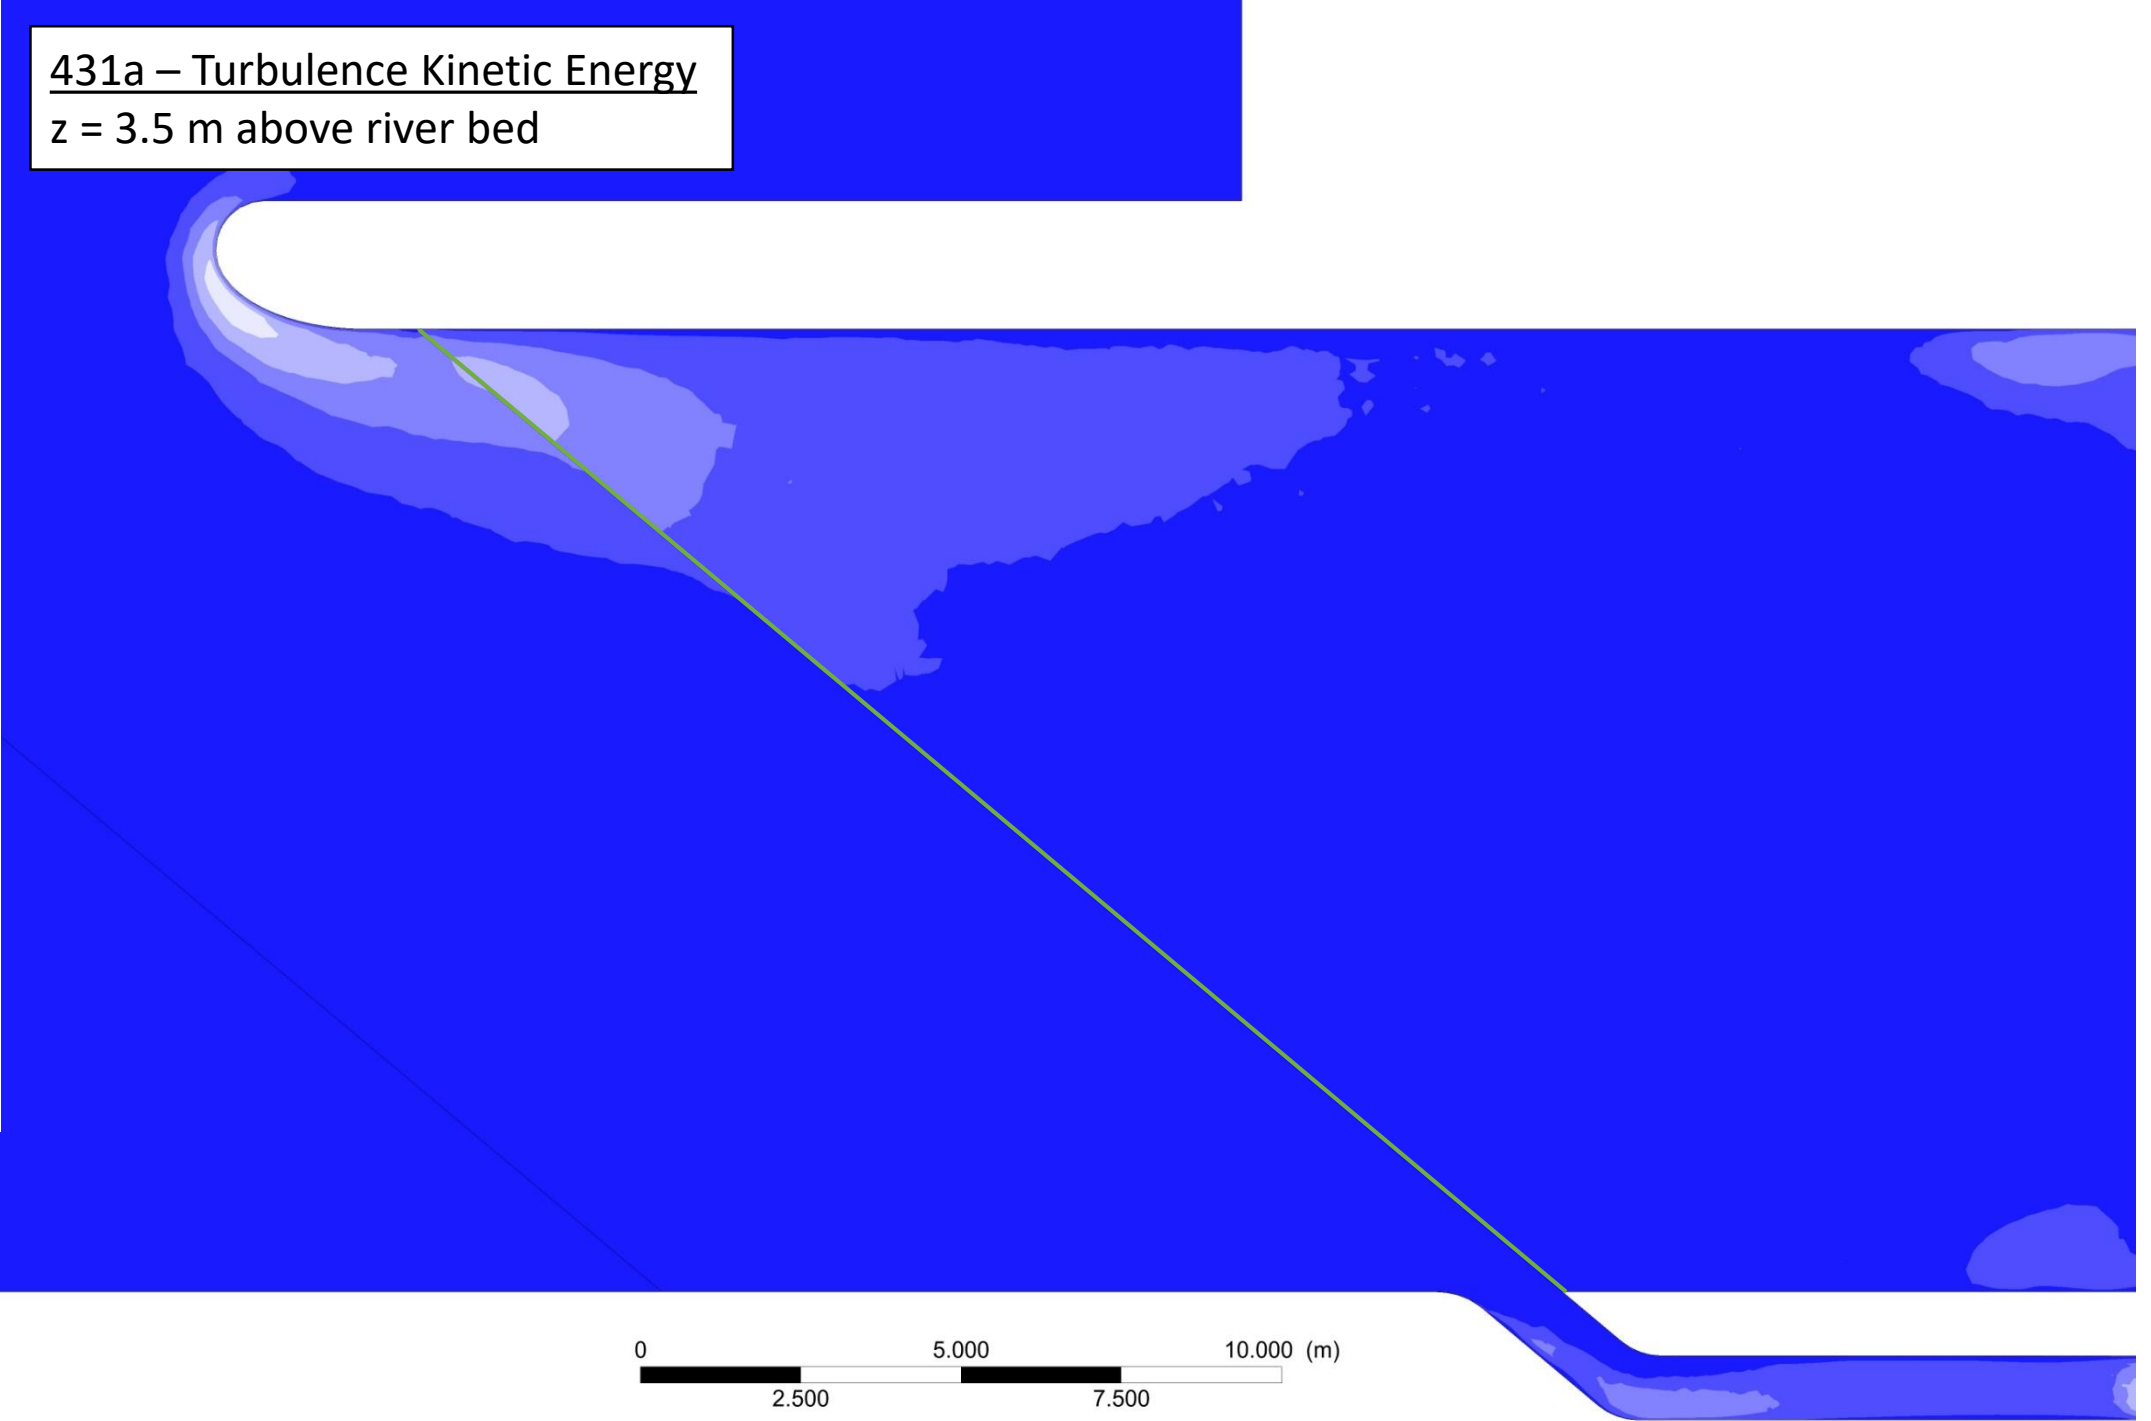 431a – Turbulence Kinetic Energy
z = 3.5 m above river bed
0 5.000 10.000 (m)
2.500 7.500